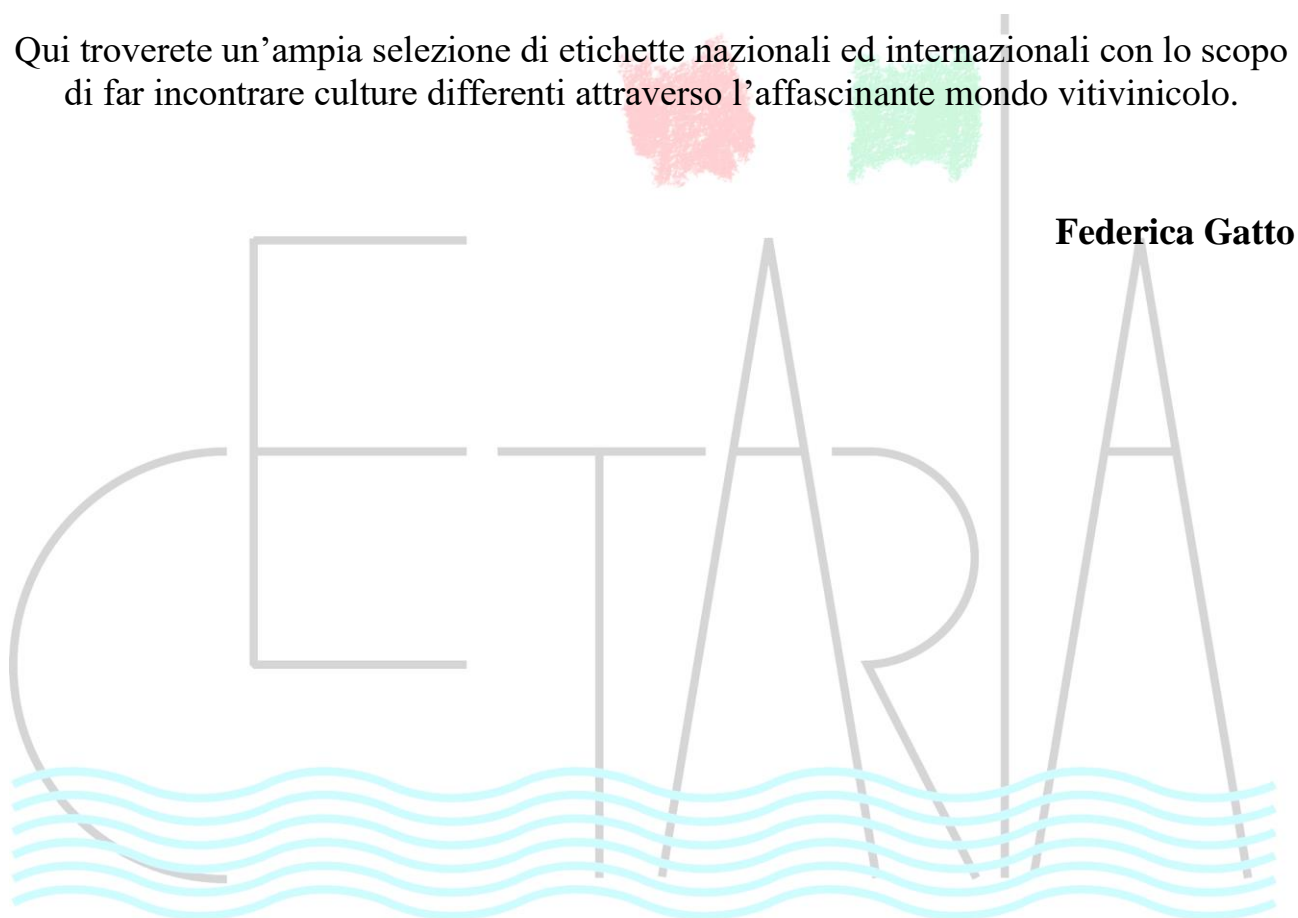 Qui troverete un’ampia selezione di etichette nazionali ed internazionali con lo scopo
di far incontrare culture differenti attraverso l’affascinante mondo vitivinicolo.
Federica Gatto
CETARIA